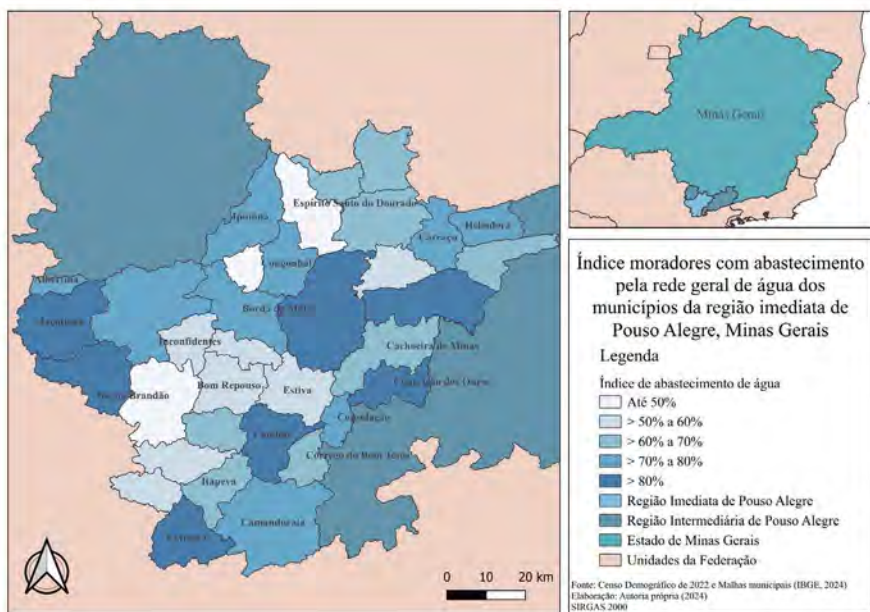 Minas Gerais
Espírito Santo do Dourado
Ipuiúna
Heliodora
Careaçu
Congonhal
Albertina
Borda da Mata
Jacutinga
Inconfidentes
Cachoeira de Minas
Bom Repouso
Estiva
Conceição dos Ouros
Bueno Brandão
Consolação
Cambuí
Córrego do Bom Jesus
Itapeva
Camanducaia
Extrema
0 10 20 km
Índice moradores com abastecimento
pela rede geral de água dos
municípios da região imediata de
Pouso Alegre, Minas Gerais
Legenda
Índice de abastecimento de água
Até 50%
> 50% a 60%
> 60% a 70%
> 70% a 80%
> 80%
Região Imediata de Pouso Alegre
Região Intermediária de Pouso Alegre
Estado de Minas Gerais
Unidades da Federação
Fonte: Censo Demográfico de 2022 e Malhas municipais (IBGE, 2024)
Elaboração: Autoria própria (2024)
SIRGAS 2000